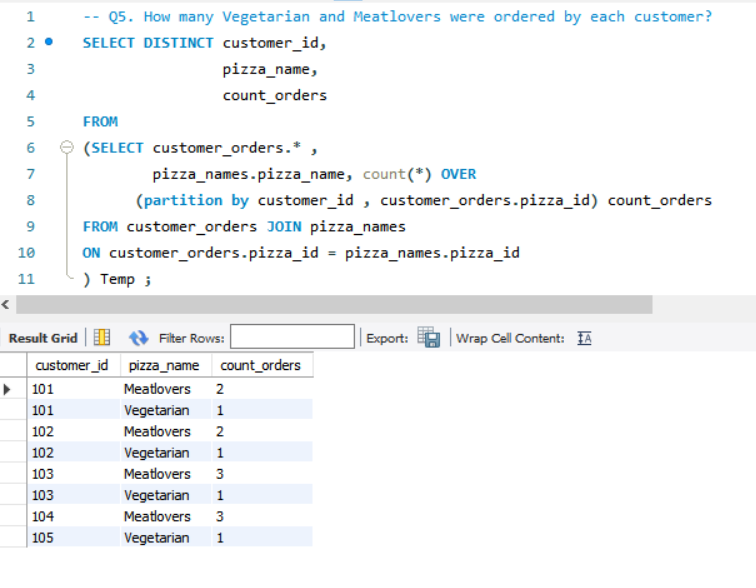 1 -- Q5. How many Vegetarian and Meatlovers were ordered by each customer?
2 SELECT DISTINCT customer_id,
3 pizza_name,
4 count_orders
5 FROM
6 (SELECT customer_orders.* ,
7 pizza_names.pizza_name, count(*) OVER
8 (partition by customer_id , customer_orders.pizza_id) count_orders
9 FROM customer_orders JOIN pizza_names
10 ON customer_orders.pizza_id = pizza_names.pizza_id
11 ) Temp ;
Result Grid Filter Rows: Export: Wrap Cell Content:
customer_id pizza_name count_orders
101 Meatlovers 2
101 Vegetarian 1
102 Meatlovers 2
102 Vegetarian 1
103 Meatlovers 3
103 Vegetarian 1
104 Meatlovers 3
105 Vegetarian 1